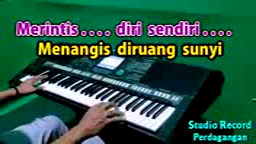 Merintis . . . . diri sendiri . . . .
Menangis diruang sunyi
Studio Record
Perdagangan